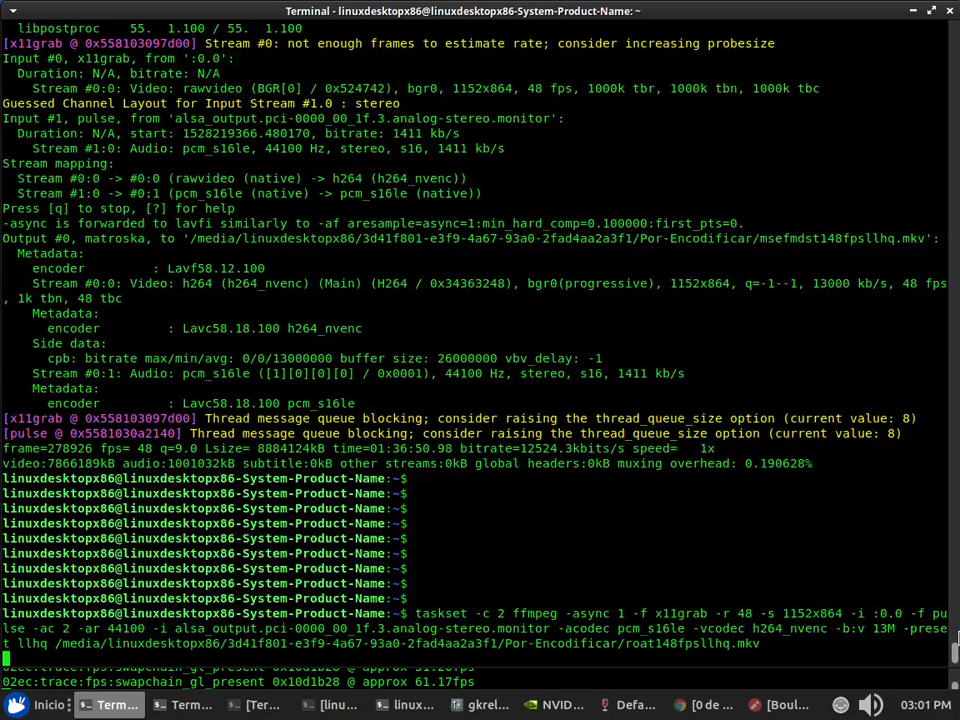 Terminal - linuxdesktopx86@linuxdesktopx86-System-Product-Name: ~
libpostproc    55.  1.100 / 55.  1.100
[x11grab @ 0x558103097d00] Stream #0: not enough frames to estimate rate; consider increasing probesize
Input #0, x11grab, from ':0.0':
Duration: N/A, bitrate: N/A
Stream #0:0: Video: rawvideo (BGR[0] / 0x524742), bgr0, 1152x864, 48 fps, 1000k tbr, 1000k tbn, 1000k tbc
Guessed Channel Layout for Input Stream #1.0 : stereo
Input #1, pulse, from 'alsa_output.pci-0000_00_1f.3.analog-stereo.monitor':
Duration: N/A, start: 1528219366.480170, bitrate: 1411 kb/s
Stream #1:0: Audio: pcm_s16le, 44100 Hz, stereo, s16, 1411 kb/s
Stream mapping:
Stream #0:0 -> #0:0 (rawvideo (native) -> h264 (h264_nvenc))
Stream #1:0 -> #0:1 (pcm_s16le (native) -> pcm_s16le (native))
Press [q] to stop, [?] for help
-async is forwarded to lavfi similarly to -af aresample=async=1:min_hard_comp=0.100000:first_pts=0.
Output #0, matroska, to '/media/linuxdesktopx86/3d41f801-e3f9-4a67-93a0-2fad4aa2a3f1/Por-Encodificar/msefmdst148fpsllhq.mkv':
Metadata:
encoder         : Lavf58.12.100
Stream #0:0: Video: h264 (h264_nvenc) (Main) (H264 / 0x34363248), bgr0(progressive), 1152x864, q=-1--1, 13000 kb/s, 48 fps
, 1k tbn, 48 tbc
Metadata:
encoder         : Lavc58.18.100 h264_nvenc
Side data:
cpb: bitrate max/min/avg: 0/0/13000000 buffer size: 26000000 vbv_delay: -1
Stream #0:1: Audio: pcm_s16le ([1][0][0][0] / 0x0001), 44100 Hz, stereo, s16, 1411 kb/s
Metadata:
encoder         : Lavc58.18.100 pcm_s16le
[x11grab @ 0x558103097d00] Thread message queue blocking; consider raising the thread_queue_size option (current value: 8)
[pulse @ 0x5581030a2140] Thread message queue blocking; consider raising the thread_queue_size option (current value: 8)
frame=278926 fps= 48 q=9.0 Lsize= 8884124kB time=01:36:50.98 bitrate=12524.3kbits/s speed=   1x
video:7866189kB audio:1001032kB subtitle:0kB other streams:0kB global headers:0kB muxing overhead: 0.190628%
linuxdesktopx86@linuxdesktopx86-System-Product-Name:~$
linuxdesktopx86@linuxdesktopx86-System-Product-Name:~$
linuxdesktopx86@linuxdesktopx86-System-Product-Name:~$
linuxdesktopx86@linuxdesktopx86-System-Product-Name:~$
linuxdesktopx86@linuxdesktopx86-System-Product-Name:~$
linuxdesktopx86@linuxdesktopx86-System-Product-Name:~$
linuxdesktopx86@linuxdesktopx86-System-Product-Name:~$
linuxdesktopx86@linuxdesktopx86-System-Product-Name:~$
linuxdesktopx86@linuxdesktopx86-System-Product-Name:~$
linuxdesktopx86@linuxdesktopx86-System-Product-Name:~$ taskset -c 2 ffmpeg -async 1 -f x11grab -r 48 -s 1152x864 -i :0.0 -f pu
lse -ac 2 -ar 44100 -i alsa_output.pci-0000_00_1f.3.analog-stereo.monitor -acodec pcm_s16le -vcodec h264_nvenc -b:v 13M -prese
t llhq /media/linuxdesktopx86/3d41f801-e3f9-4a67-93a0-2fad4aa2a3f1/Por-Encodificar/roat148fpsllhq.mkv
02ec:trace:fps:swapchain_gl_present 0x10d1b28 @ approx 51.20fps
02ec:trace:fps:swapchain_gl_present 0x10d1b28 @ approx 61.17fps
Inicio Term... Term... [Ter... [linu... linux... gkrel... NVID... Defa... [0 de ... [Boul... 03:01 PM